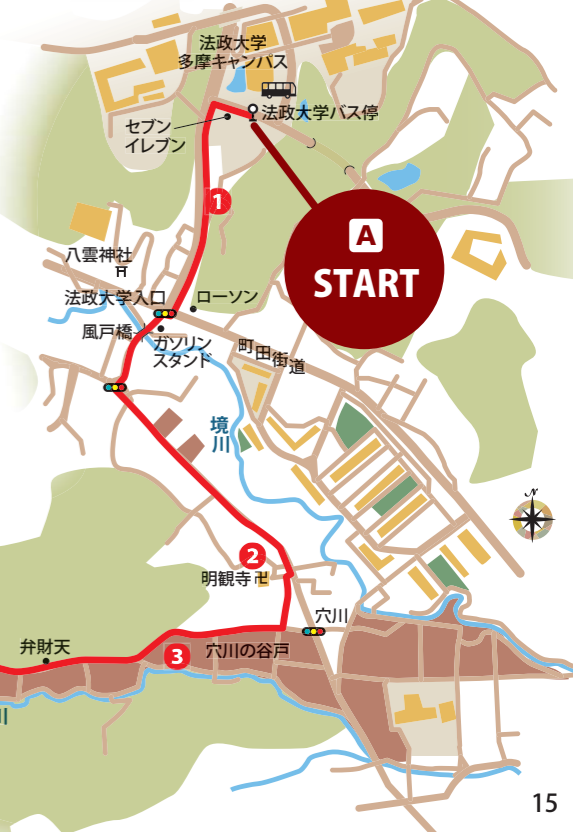 法政大学
多摩キャンパス
法政大学バス停
セブン
イレブン
1
A
START
八雲神社
法政大学入口
ローソン
風戸橋
ガソリン
スタンド
町田街道
境川
N
2
明観寺
穴川
弁財天
3
穴川の谷戸
川
15